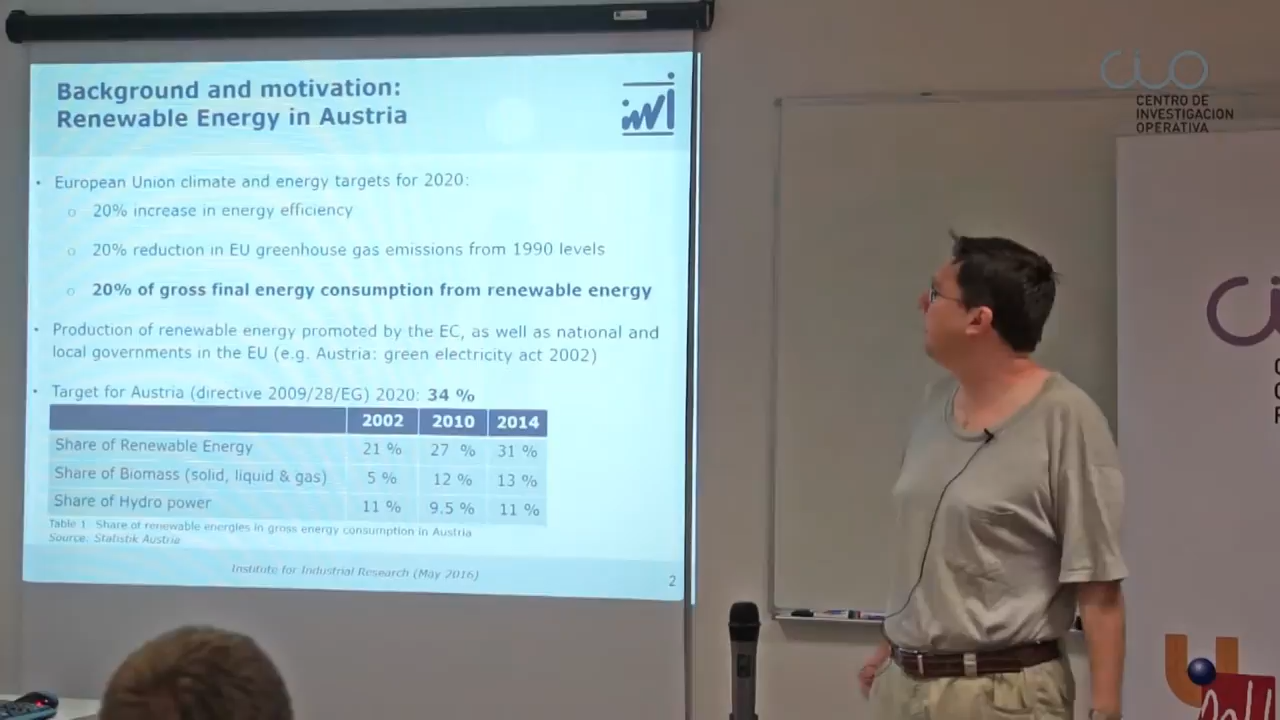 Background and motivation:
Renewable Energy in Austria
• European Union climate and energy targets for 2020:
o 20% increase in energy efficiency
o 20% reduction in EU greenhouse gas emissions from 1990 levels
o 20% of gross final energy consumption from renewable energy
• Production of renewable energy promoted by the EC, as well as national and
local governments in the EU (e.g. Austria: green electricity act 2002)
• Target for Austria (directive 2009/28/EG) 2020: 34 %
2002 2010 2014
Share of Renewable Energy 21 % 27 % 31 %
Share of Biomass (solid, liquid & gas) 5 % 12 % 13 %
Share of Hydro power 11 % 9.5 % 11 %
Table 1. Share of renewable energies in gross energy consumption in Austria
Source. Statistik Austria
Institute for Industrial Research (May 2016)
2
CIO
CENTRO DE
INVESTIGACION
OPERATIVA